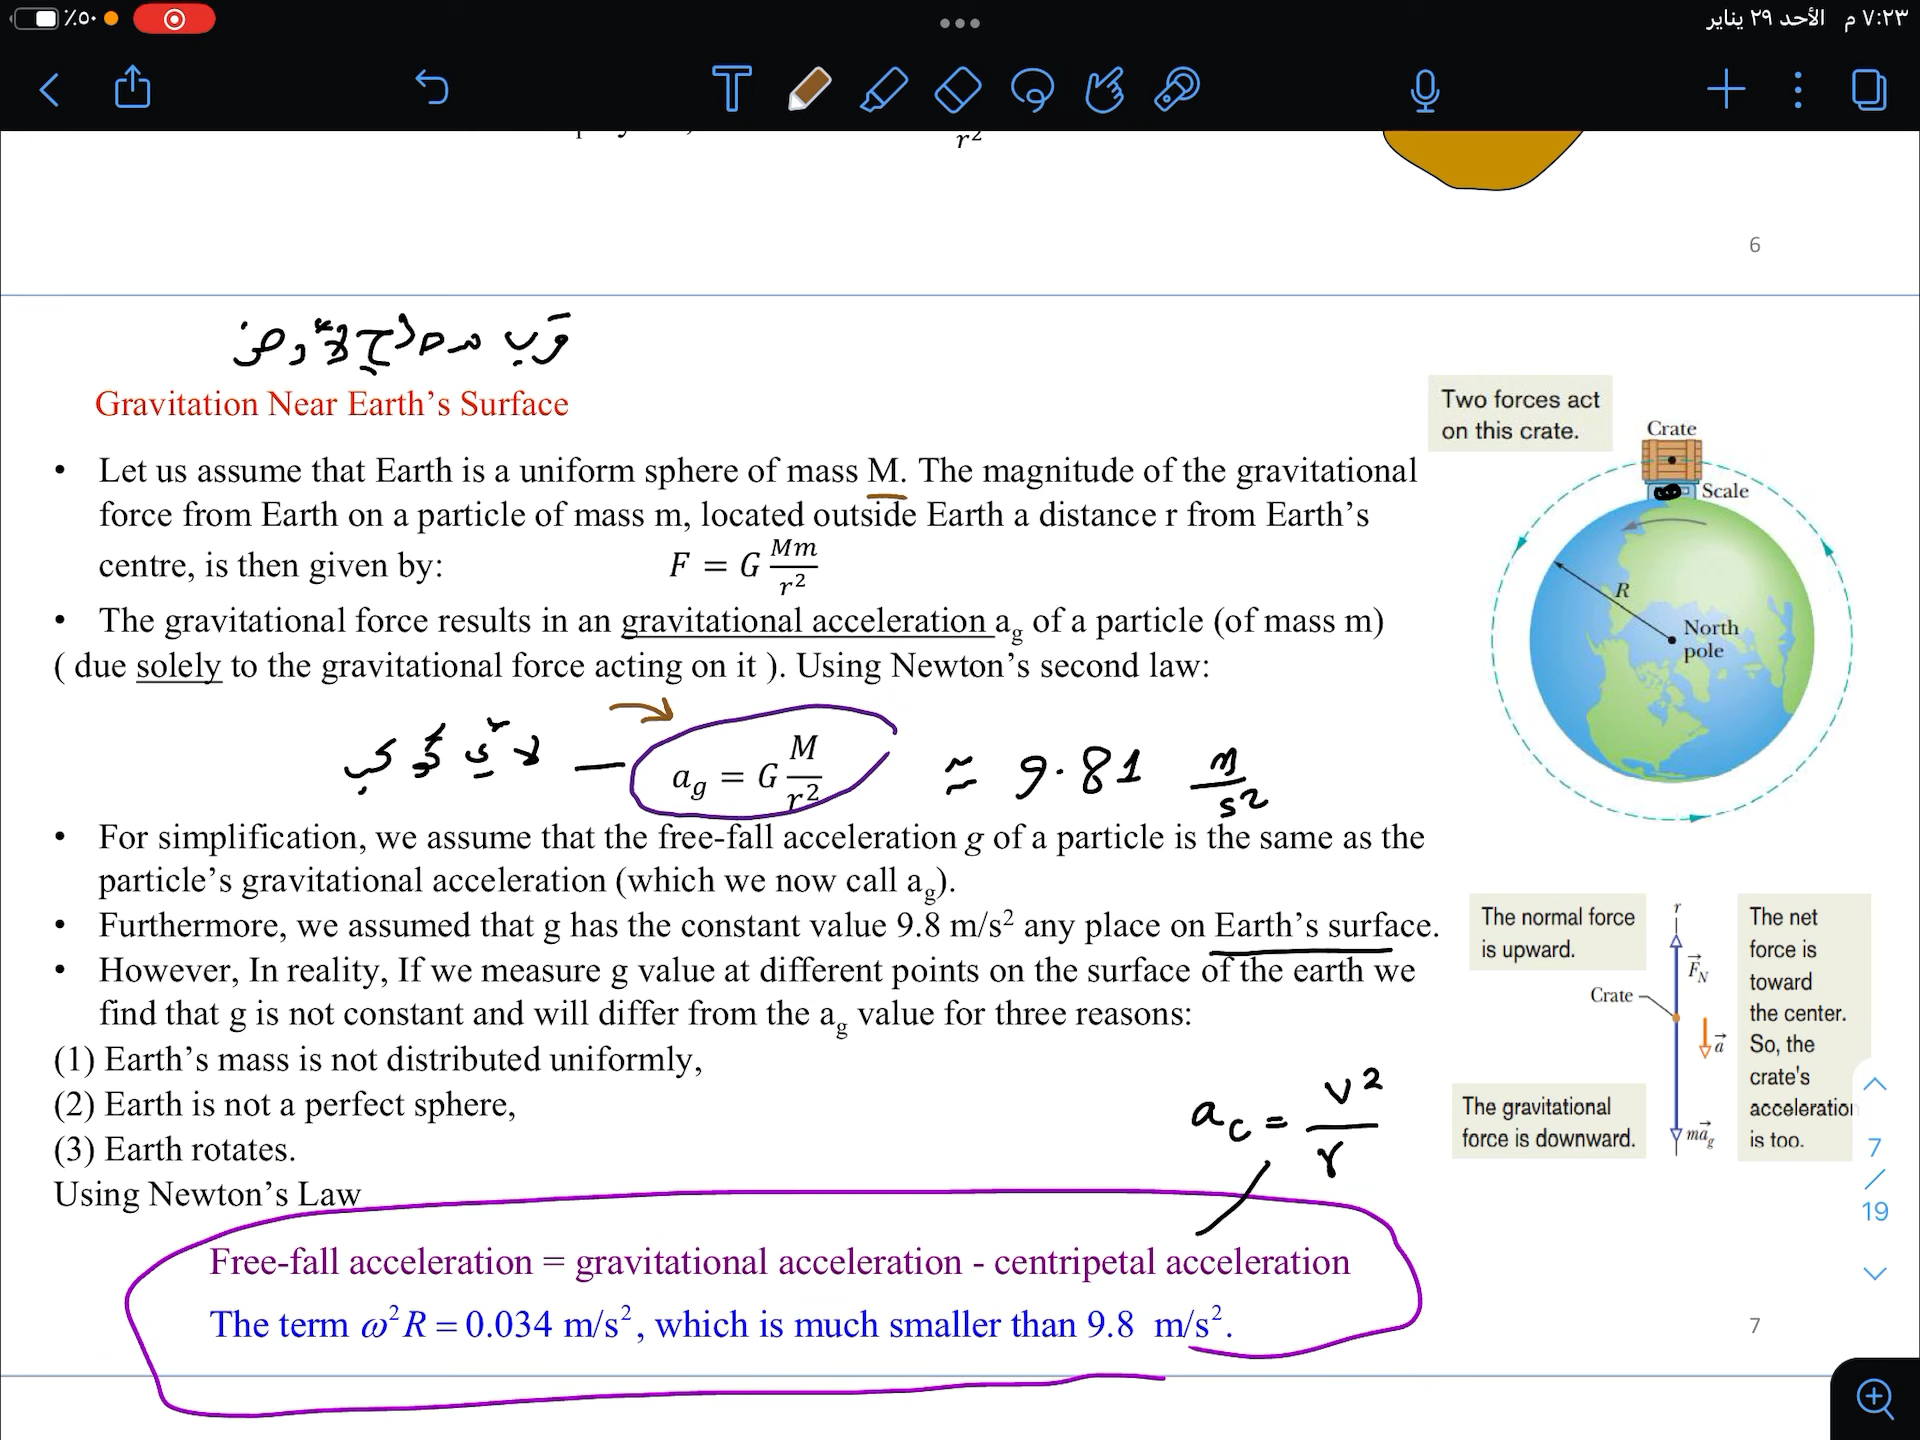 ٪٥٠
٧:٢٣ م الأحد ٢٩ يناير
r²
6
قرب سطح الأرض
Gravitation Near Earth’s Surface
• Let us assume that Earth is a uniform sphere of mass M. The magnitude of the gravitational
force from Earth on a particle of mass m, located outside Earth a distance r from Earth’s
centre, is then given by: F = G Mm/r²
• The gravitational force results in an gravitational acceleration a_g of a particle (of mass m)
( due solely to the gravitational force acting on it ). Using Newton’s second law:
a_g = G M/r² ≈ 9.81 m/s²
• For simplification, we assume that the free-fall acceleration g of a particle is the same as the
particle’s gravitational acceleration (which we now call a_g).
• Furthermore, we assumed that g has the constant value 9.8 m/s² any place on Earth’s surface.
• However, In reality, If we measure g value at different points on the surface of the earth we
find that g is not constant and will differ from the a_g value for three reasons:
(1) Earth’s mass is not distributed uniformly,
(2) Earth is not a perfect sphere,
(3) Earth rotates.
a_c = v²/r
Using Newton’s Law
Free-fall acceleration = gravitational acceleration - centripetal acceleration
The term ω²R = 0.034 m/s², which is much smaller than 9.8 m/s².
Two forces act
on this crate.
Crate
Scale
R
North
pole
The normal force
is upward.
r
F_N
Crate
a
The gravitational
force is downward.
ma_g
The net
force is
toward
the center.
So, the
crate's
acceleration
is too.
7
/
19
7